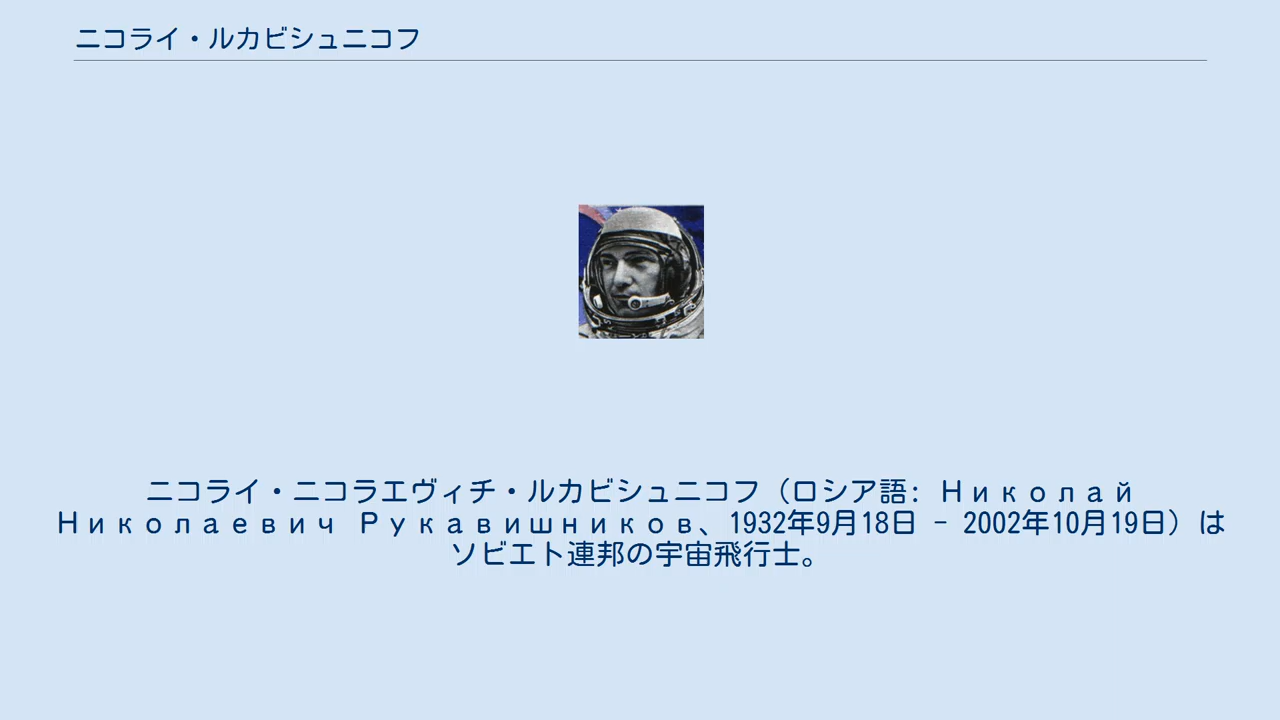 ニコライ・ルカビシュニコフ
ニコライ・ニコラエヴィチ・ルカビシュニコフ（ロシア語: Николай
Николаевич Рукавишников、1932年9月18日 - 2002年10月19日）は
ソビエト連邦の宇宙飛行士。